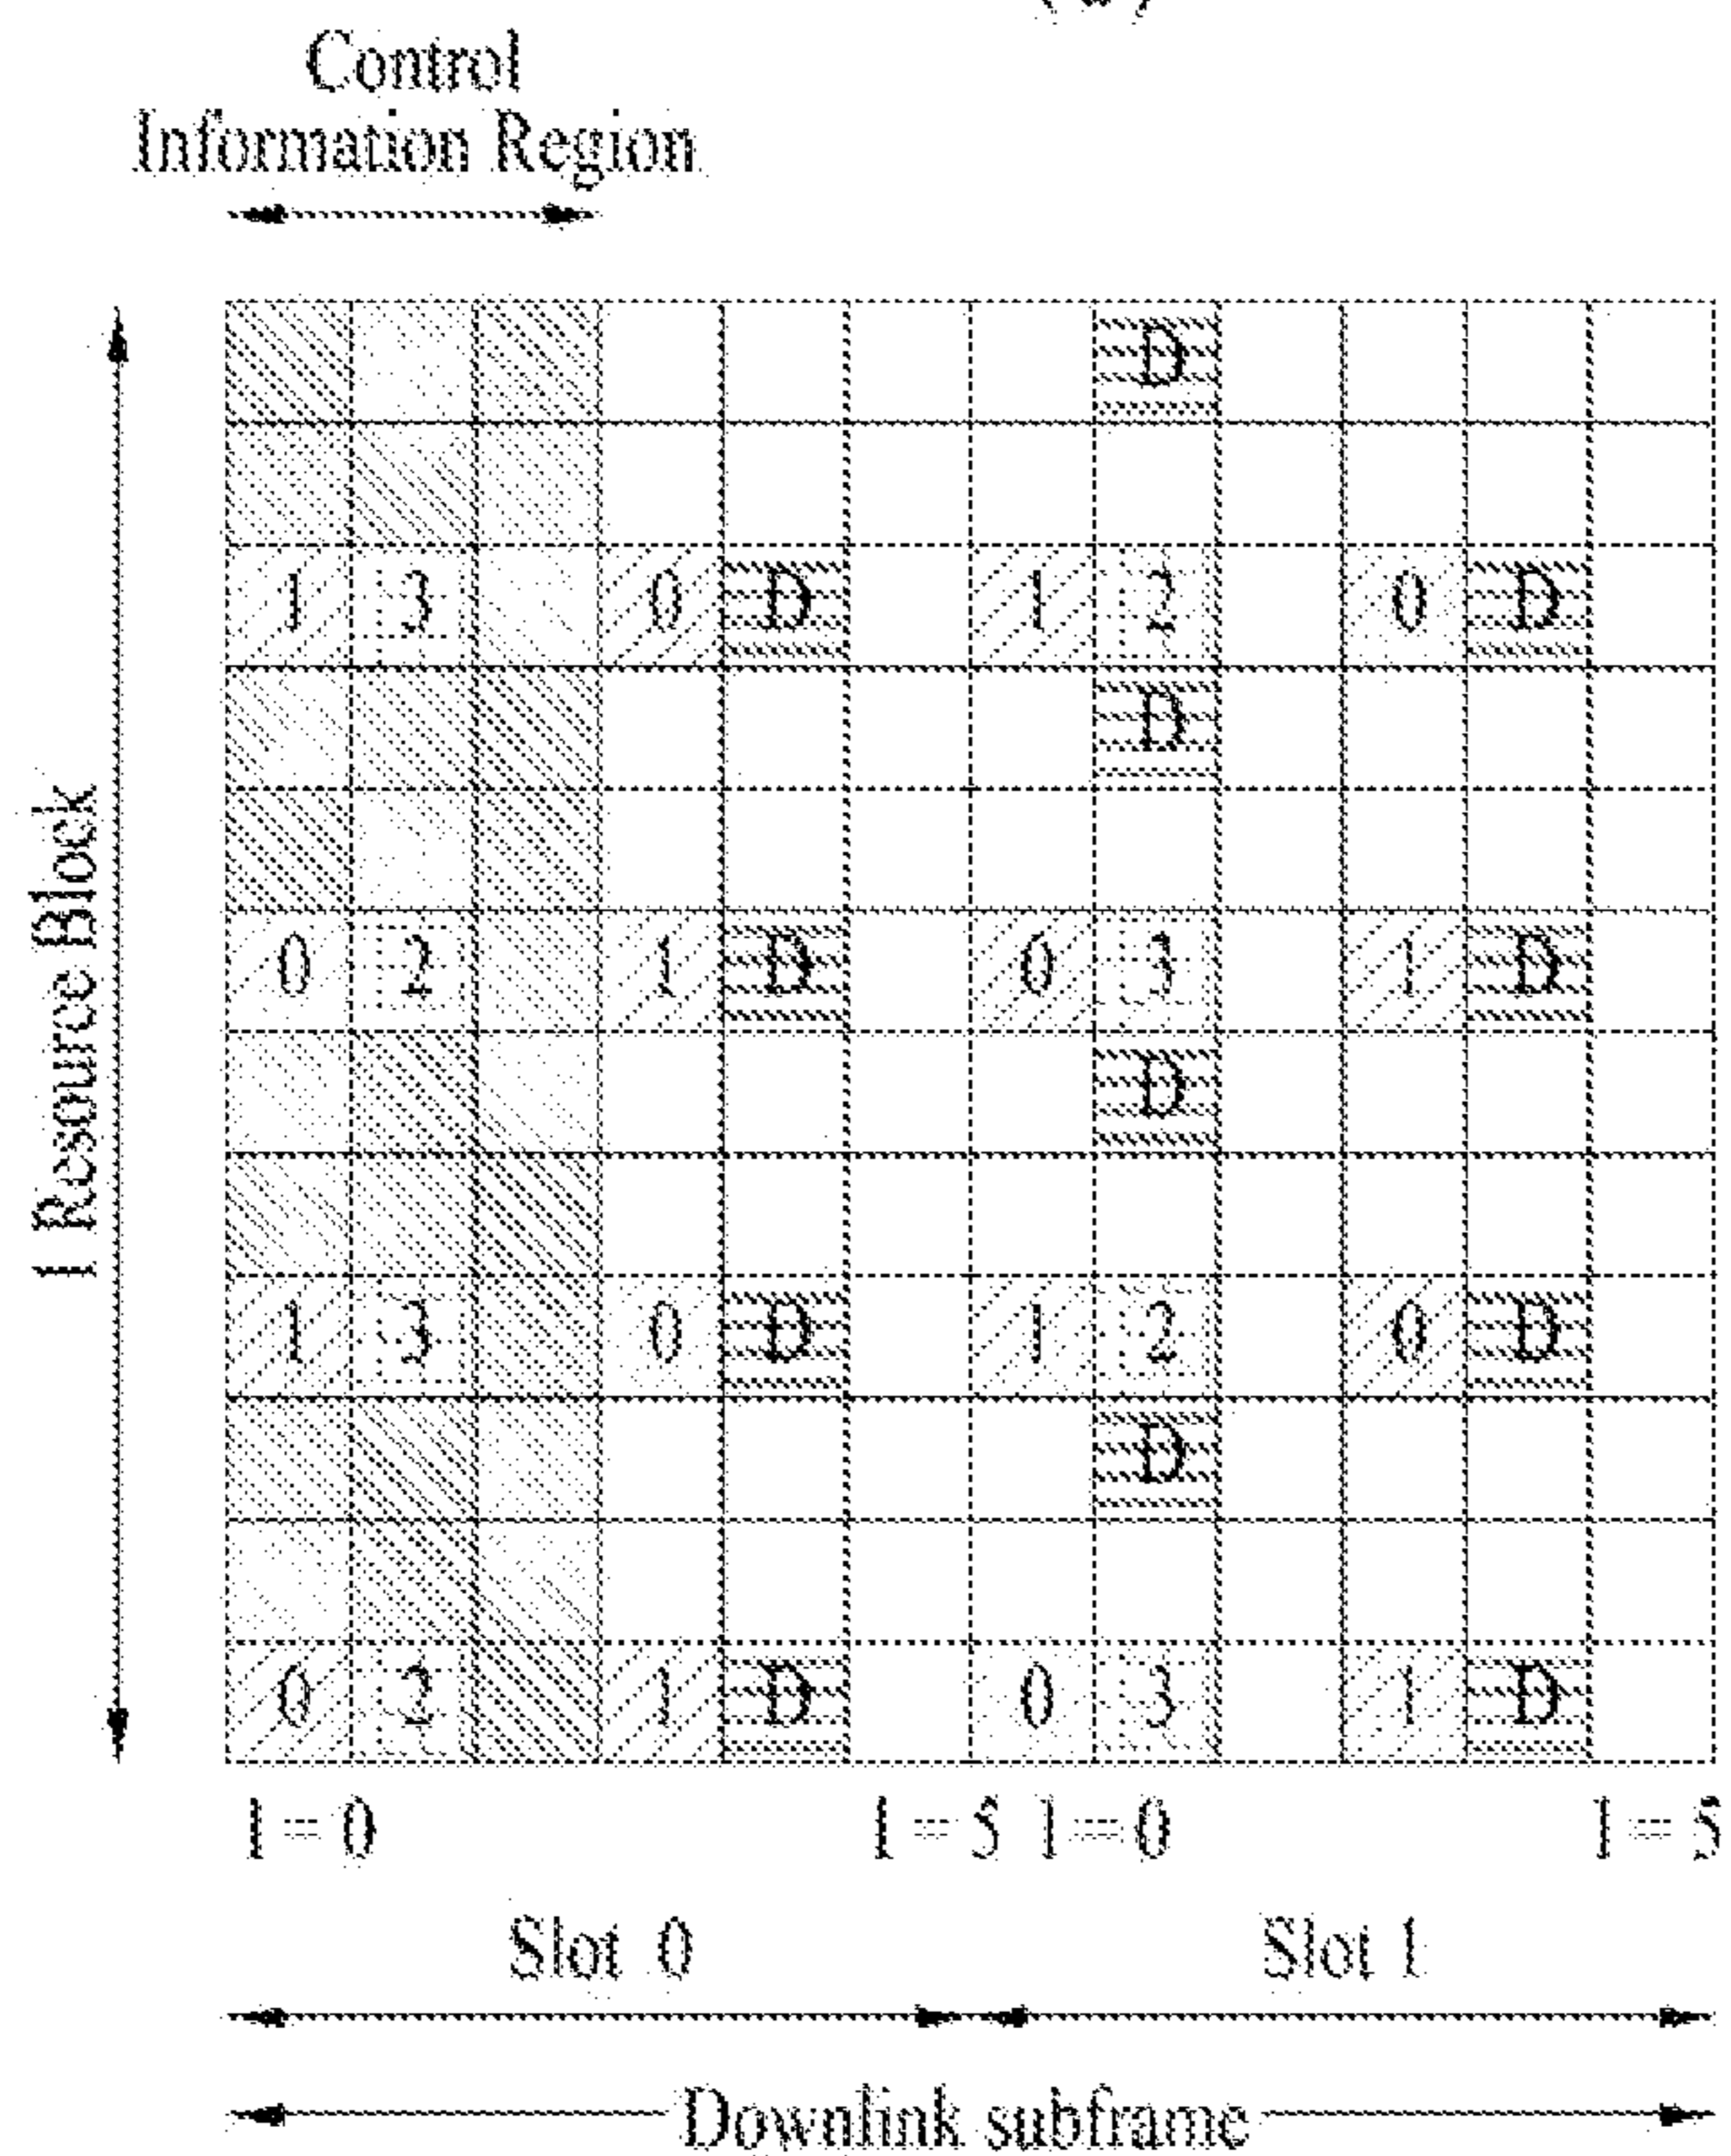 Control
Information Region
1 Resource Block
D
1 3 0 D 1 2 0 D
D
0 2 1 D 0 3 1 D
D
1 3 0 D 1 2 0 D
D
0 2 1 D 0 3 1 D
l = 0 l = 5 l = 0 l = 5
Slot 0 Slot 1
Downlink subframe